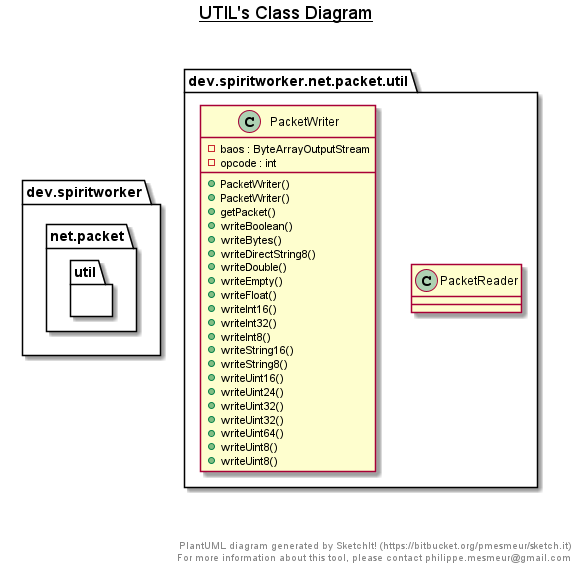 UTIL's Class Diagram
dev.spiritworker
net.packet
util
dev.spiritworker.net.packet.util
C PacketWriter
baos : ByteArrayOutputStream
opcode : int
PacketWriter()
PacketWriter()
getPacket()
writeBoolean()
writeBytes()
writeDirectString8()
writeDouble()
writeEmpty()
writeFloat()
writeInt16()
writeInt32()
writeInt8()
writeString16()
writeString8()
writeUint16()
writeUint24()
writeUint32()
writeUint32()
writeUint64()
writeUint8()
writeUint8()
C PacketReader
PlantUML diagram generated by SketchIt! (https://bitbucket.org/pmesmeur/sketch.it)
For more information about this tool, please contact philippe.mesmeur@gmail.com